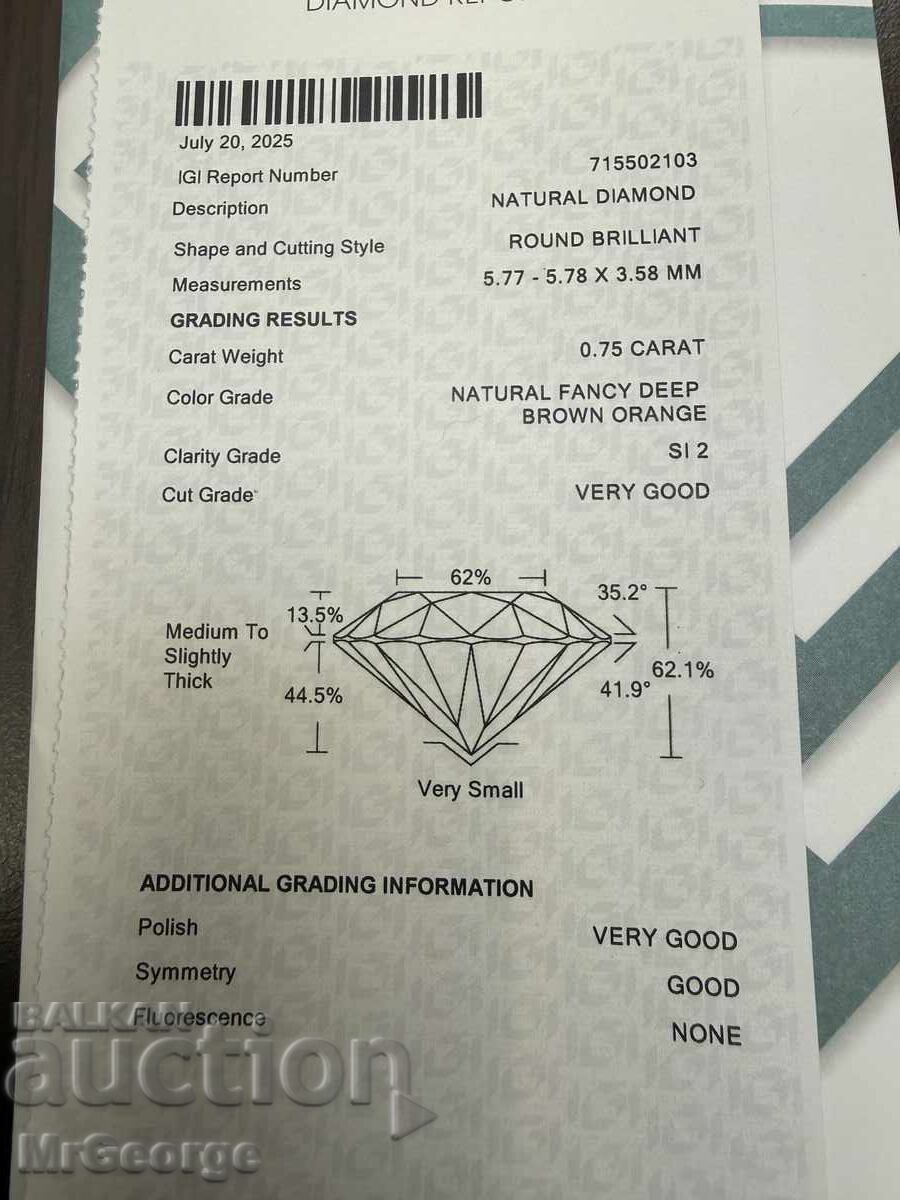 DIAMOND REPO
July 20, 2025
IGI Report Number 715502103
Description NATURAL DIAMOND
Shape and Cutting Style ROUND BRILLIANT
Measurements 5.77 - 5.78 X 3.58 MM
GRADING RESULTS
Carat Weight 0.75 CARAT
Color Grade NATURAL FANCY DEEP
BROWN ORANGE
Clarity Grade SI 2
Cut Grade VERY GOOD
62%
13.5% 35.2°
Medium To
Slightly
Thick
62.1%
44.5% 41.9°
Very Small
ADDITIONAL GRADING INFORMATION
Polish VERY GOOD
Symmetry GOOD
Fluorescence NONE
BALKAN
auction
MrGeorge